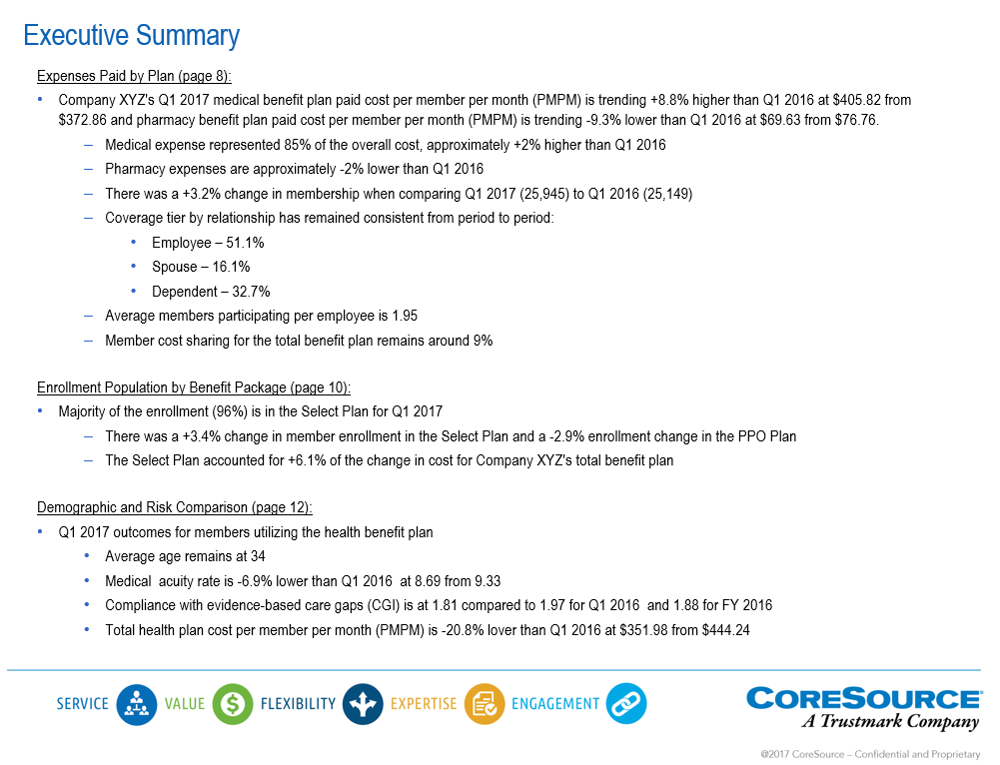 Executive Summary
Expenses Paid by Plan (page 8):
• Company XYZ's Q1 2017 medical benefit plan paid cost per member per month (PMPM) is trending +8.8% higher than Q1 2016 at $405.82 from
$372.86 and pharmacy benefit plan paid cost per member per month (PMPM) is trending -9.3% lower than Q1 2016 at $69.63 from $76.76.
– Medical expense represented 85% of the overall cost, approximately +2% higher than Q1 2016
– Pharmacy expenses are approximately -2% lower than Q1 2016
– There was a +3.2% change in membership when comparing Q1 2017 (25,945) to Q1 2016 (25,149)
– Coverage tier by relationship has remained consistent from period to period:
• Employee – 51.1%
• Spouse – 16.1%
• Dependent – 32.7%
– Average members participating per employee is 1.95
– Member cost sharing for the total benefit plan remains around 9%
Enrollment Population by Benefit Package (page 10):
• Majority of the enrollment (96%) is in the Select Plan for Q1 2017
– There was a +3.4% change in member enrollment in the Select Plan and a -2.9% enrollment change in the PPO Plan
– The Select Plan accounted for +6.1% of the change in cost for Company XYZ's total benefit plan
Demographic and Risk Comparison (page 12):
• Q1 2017 outcomes for members utilizing the health benefit plan
• Average age remains at 34
• Medical  acuity rate is -6.9% lower than Q1 2016  at 8.69 from 9.33
• Compliance with evidence-based care gaps (CGI) is at 1.81 compared to 1.97 for Q1 2016  and 1.88 for FY 2016
• Total health plan cost per member per month (PMPM) is -20.8% lover than Q1 2016 at $351.98 from $444.24
SERVICE VALUE FLEXIBILITY EXPERTISE ENGAGEMENT
CORESOURCE®
A Trustmark Company
@2017 CoreSource – Confidential and Proprietary